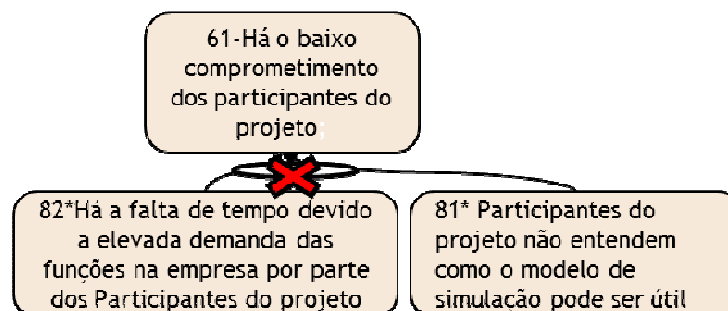 61-Há o baixo
comprometimento
dos participantes do
projeto;
82*Há a falta de tempo devido
a elevada demanda das
funções na empresa por parte
dos Participantes do projeto
81* Participantes do
projeto não entendem
como o modelo de
simulação pode ser útil